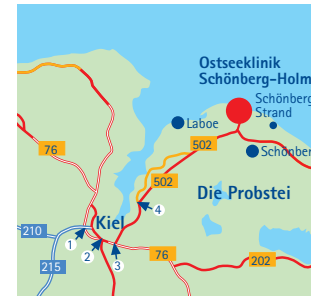 Ostseeklinik
Schönberg-Holm
Schönberg
Strand
Laboe
502
76
Schönber
502
Die Probstei
4
Kiel
210
1
2
3
76
202
215